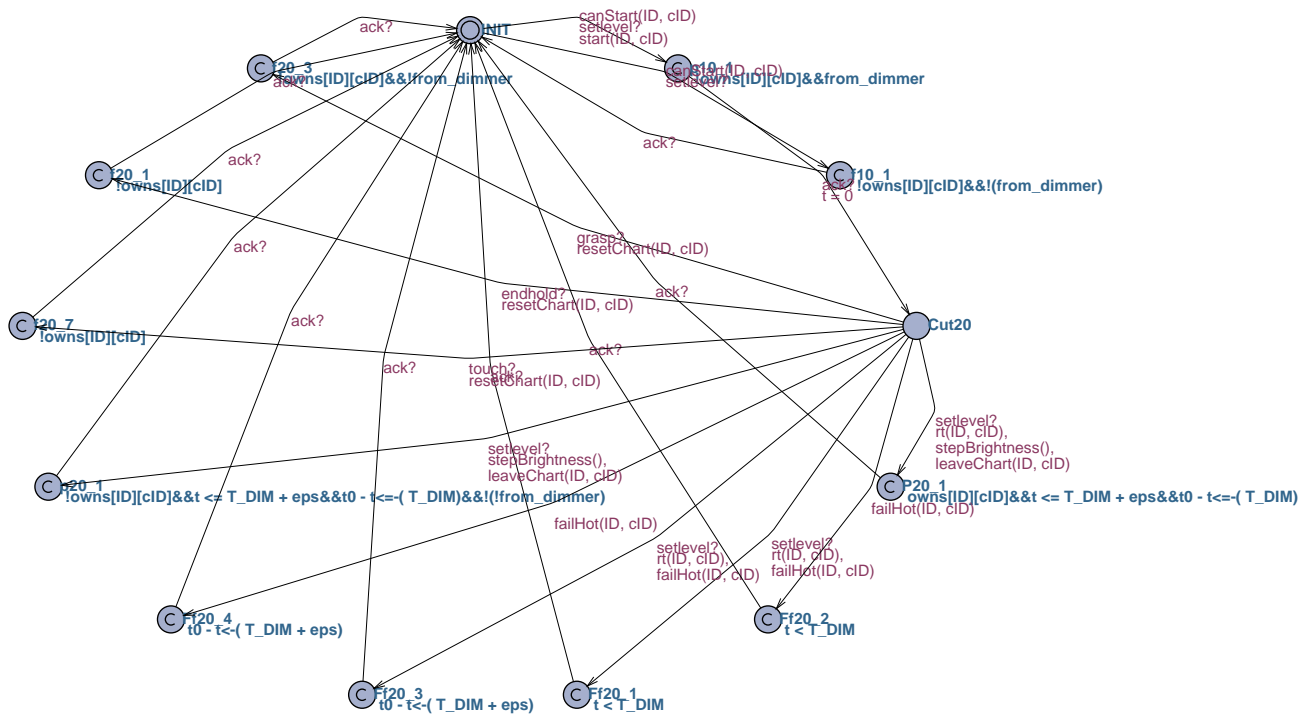 canStart(ID, cID)
setlevel?
start(ID, cID)
ack?
INIT
f20_3
!owns[ID][cID]&&from_dimmer
ack?
p10_1
!owns[ID][cID]&&from_dimmer
canStart(ID, cID)
setlevel?
ack?
ack?
f20_1
!owns[ID][cID]
f10_1
!owns[ID][cID]&&!(from_dimmer)
ack?
t = 0
ack?
grasp?
resetChart(ID, cID)
endhold?
resetChart(ID, cID)
ack?
f20_7
!owns[ID][cID]
ack?
Cut20
ack?
ack?
touch?
resetChart(ID, cID)
ack?
setlevel?
rt(ID, cID),
stepBrightness(),
leaveChart(ID, cID)
setlevel?
stepBrightness(),
leaveChart(ID, cID)
p20_1
!owns[ID][cID]&&t <= T_DIM + eps&&t0 - t<=-( T_DIM)&&!(!from_dimmer)
P20_1
owns[ID][cID]&&t <= T_DIM + eps&&t0 - t<=-( T_DIM)
failHot(ID, cID)
failHot(ID, cID)
setlevel?
rt(ID, cID),
failHot(ID, cID)
setlevel?
rt(ID, cID),
failHot(ID, cID)
Ff20_4
t0 - t<-( T_DIM + eps)
Ff20_2
t < T_DIM
Ff20_3
t0 - t<-( T_DIM + eps)
Ff20_1
t < T_DIM